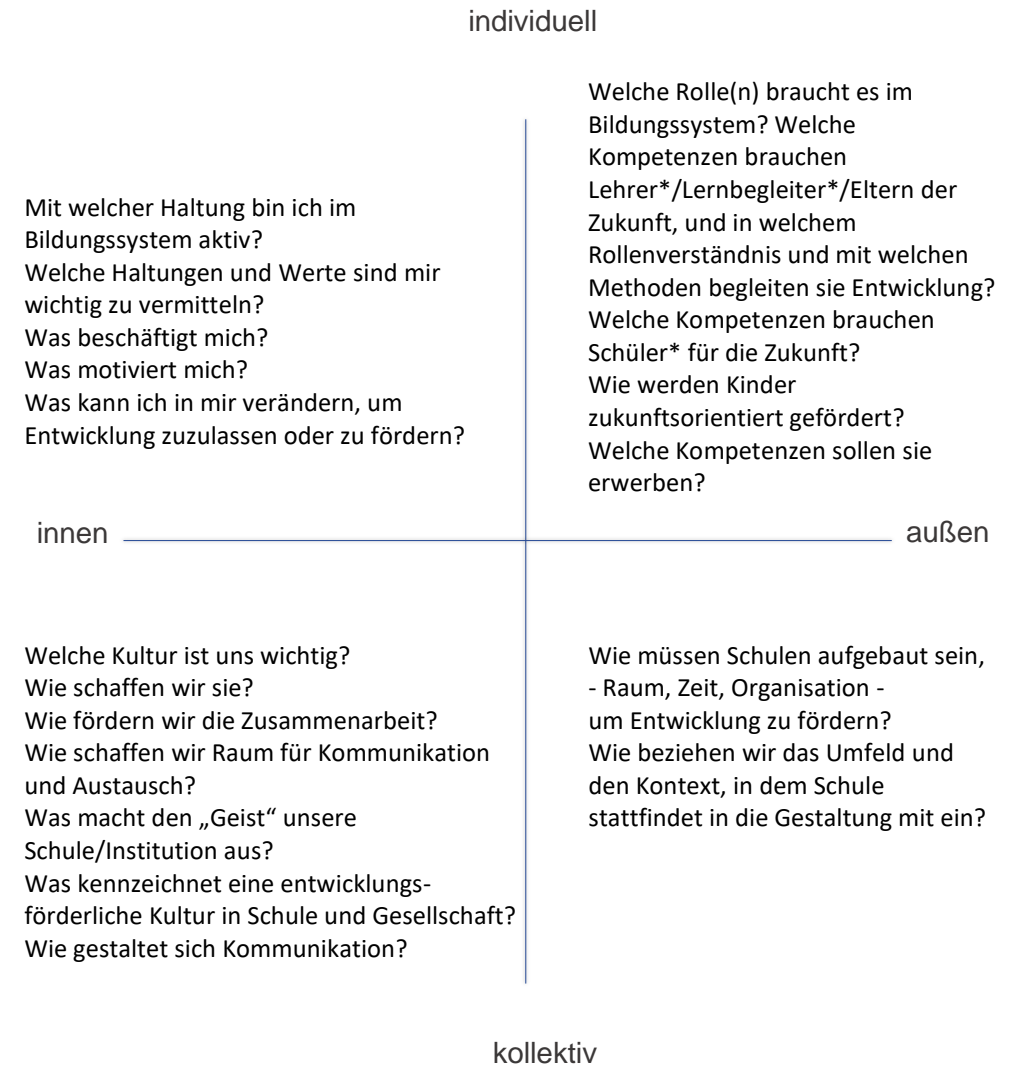 individuell
Mit welcher Haltung bin ich im
Bildungssystem aktiv?
Welche Haltungen und Werte sind mir
wichtig zu vermitteln?
Was beschäftigt mich?
Was motiviert mich?
Was kann ich in mir verändern, um
Entwicklung zuzulassen oder zu fördern?
Welche Rolle(n) braucht es im
Bildungssystem? Welche
Kompetenzen brauchen
Lehrer*/Lernbegleiter*/Eltern der
Zukunft, und in welchem
Rollenverständnis und mit welchen
Methoden begleiten sie Entwicklung?
Welche Kompetenzen brauchen
Schüler* für die Zukunft?
Wie werden Kinder
zukunftsorientiert gefördert?
Welche Kompetenzen sollen sie
erwerben?
innen
außen
Welche Kultur ist uns wichtig?
Wie schaffen wir sie?
Wie fördern wir die Zusammenarbeit?
Wie schaffen wir Raum für Kommunikation
und Austausch?
Was macht den „Geist“ unsere
Schule/Institution aus?
Was kennzeichnet eine entwicklungs-
förderliche Kultur in Schule und Gesellschaft?
Wie gestaltet sich Kommunikation?
Wie müssen Schulen aufgebaut sein,
- Raum, Zeit, Organisation -
um Entwicklung zu fördern?
Wie beziehen wir das Umfeld und
den Kontext, in dem Schule
stattfindet in die Gestaltung mit ein?
kollektiv